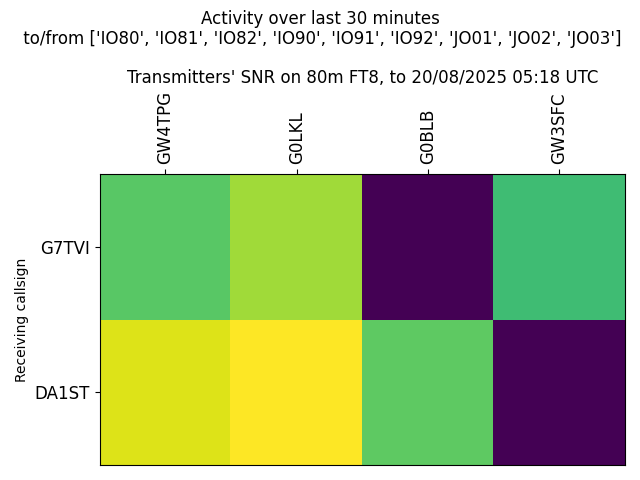 Activity over last 30 minutes
to/from ['IO80', 'IO81', 'IO82', 'IO90', 'IO91', 'IO92', 'JO01', 'JO02', 'JO03']
Transmitters' SNR on 80m FT8, to 20/08/2025 05:18 UTC
GW4TPG
G0LKL
G0BLB
GW3SFC
Receiving callsign
G7TVI
DA1ST